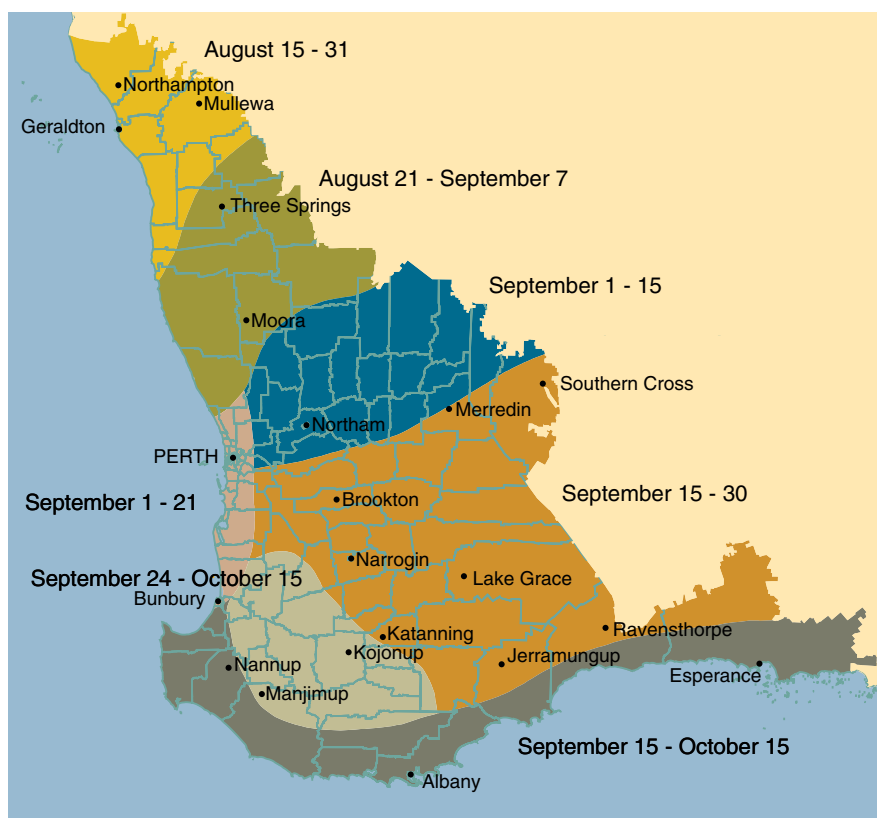 August 15 - 31
Northampton
Mullewa
Geraldton
August 21 - September 7
Three Springs
September 1 - 15
Moora
Southern Cross
Merredin
Northam
PERTH
September 15 - 30
Brookton
September 1 - 21
Narrogin
September 24 - October 15
Lake Grace
Bunbury
Ravensthorpe
Katanning
Kojonup
Jerramungup
Nannup
Esperance
Manjimup
September 15 - October 15
Albany